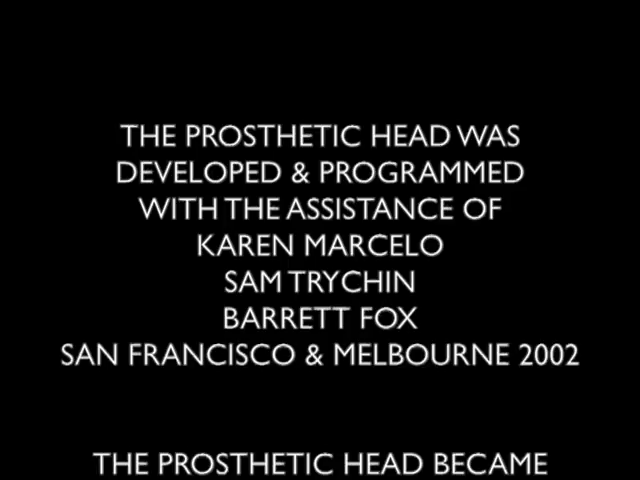 THE PROSTHETIC HEAD WAS
DEVELOPED & PROGRAMMED
WITH THE ASSISTANCE OF
KAREN MARCELO
SAM TRYCHIN
BARRETT FOX
SAN FRANCISCO & MELBOURNE 2002
THE PROSTHETIC HEAD BECAME